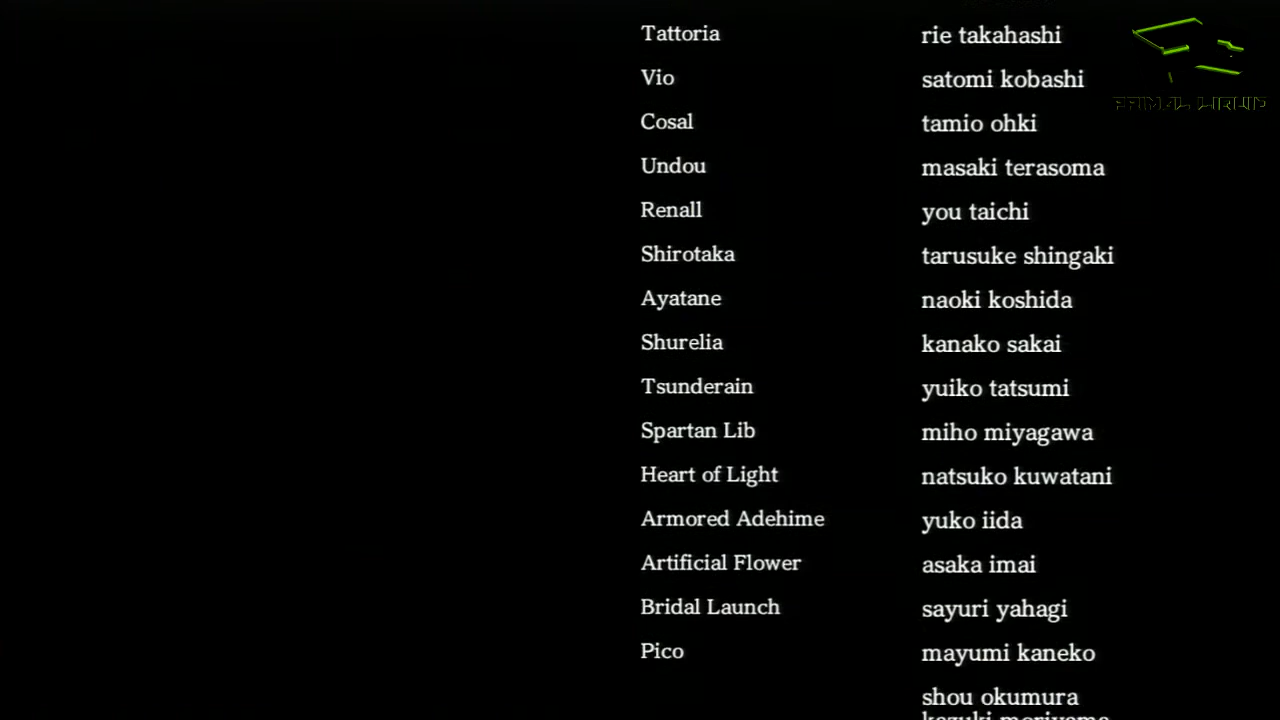 Tattoria rie takahashi
Vio satomi kobashi
Cosal tamio ohki
Undou masaki terasoma
Renall you taichi
Shirotaka tarusuke shingaki
Ayatane naoki koshida
Shurelia kanako sakai
Tsunderain yuiko tatsumi
Spartan Lib miho miyagawa
Heart of Light natsuko kuwatani
Armored Adehime yuko iida
Artificial Flower asaka imai
Bridal Launch sayuri yahagi
Pico mayumi kaneko
shou okumura
kazuki moriyama